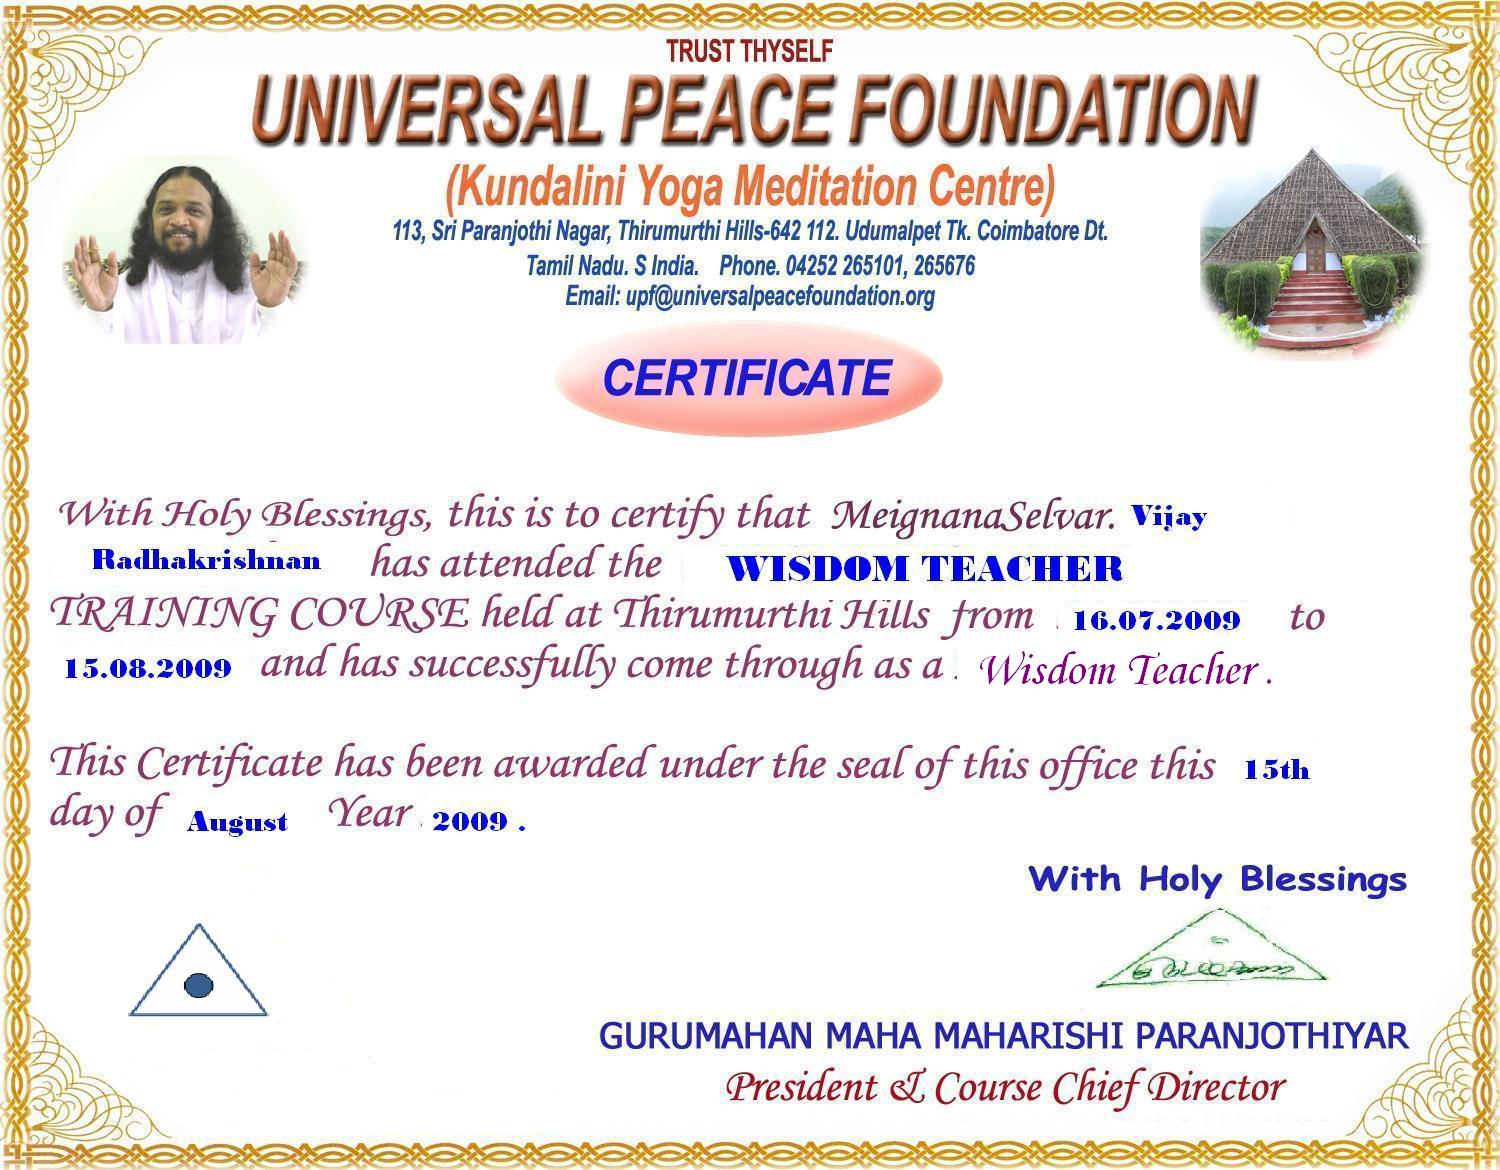 TRUST THYSELF
UNIVERSAL PEACE FOUNDATION
(Kundalini Yoga Meditation Centre)
113, Sri Paranjothi Nagar, Thirumurthi Hills-642 112. Udumalpet Tk. Coimbatore Dt.
Tamil Nadu. S India. Phone. 04252 265101, 265676
Email: upf@universalpeacefoundation.org
CERTIFICATE
With Holy Blessings, this is to certify that MeignanaSelvar. Vijay
Radhakrishnan has attended the WISDOM TEACHER
TRAINING COURSE held at Thirumurthi Hills from 16.07.2009 to
15.08.2009 and has successfully come through as a Wisdom Teacher .
This Certificate has been awarded under the seal of this office this 15th
day of August Year 2009 .
With Holy Blessings
GURUMAHAN MAHA MAHARISHI PARANJOTHIYAR
President & Course Chief Director